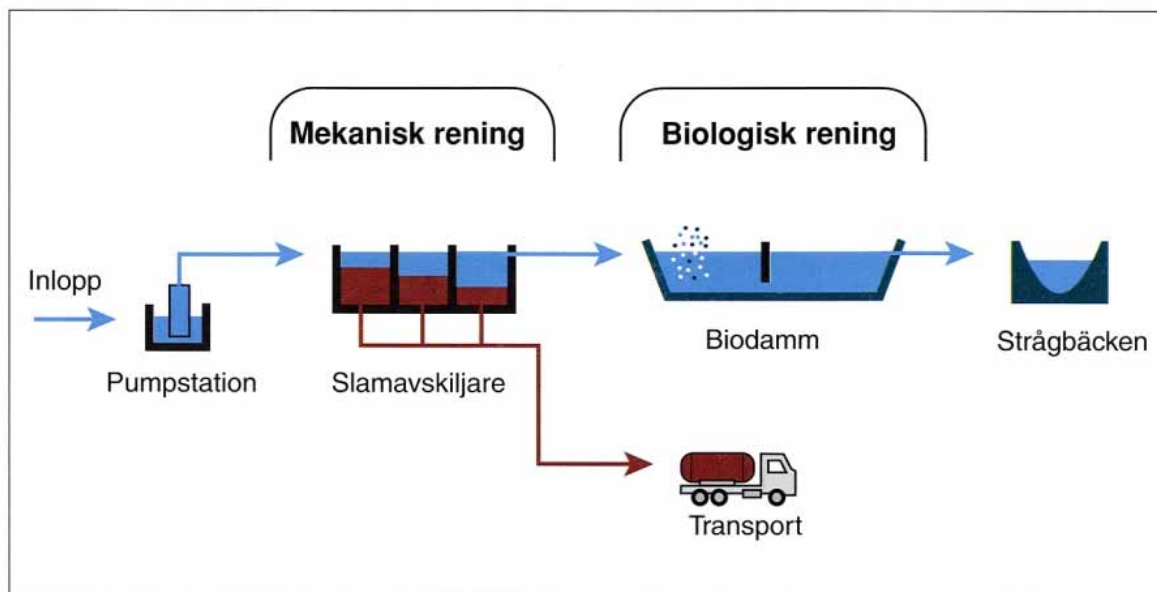 Mekanisk rening
Biologisk rening
Inlopp
Pumpstation
Slamavskiljare
Biodamm
Strågbäcken
Transport